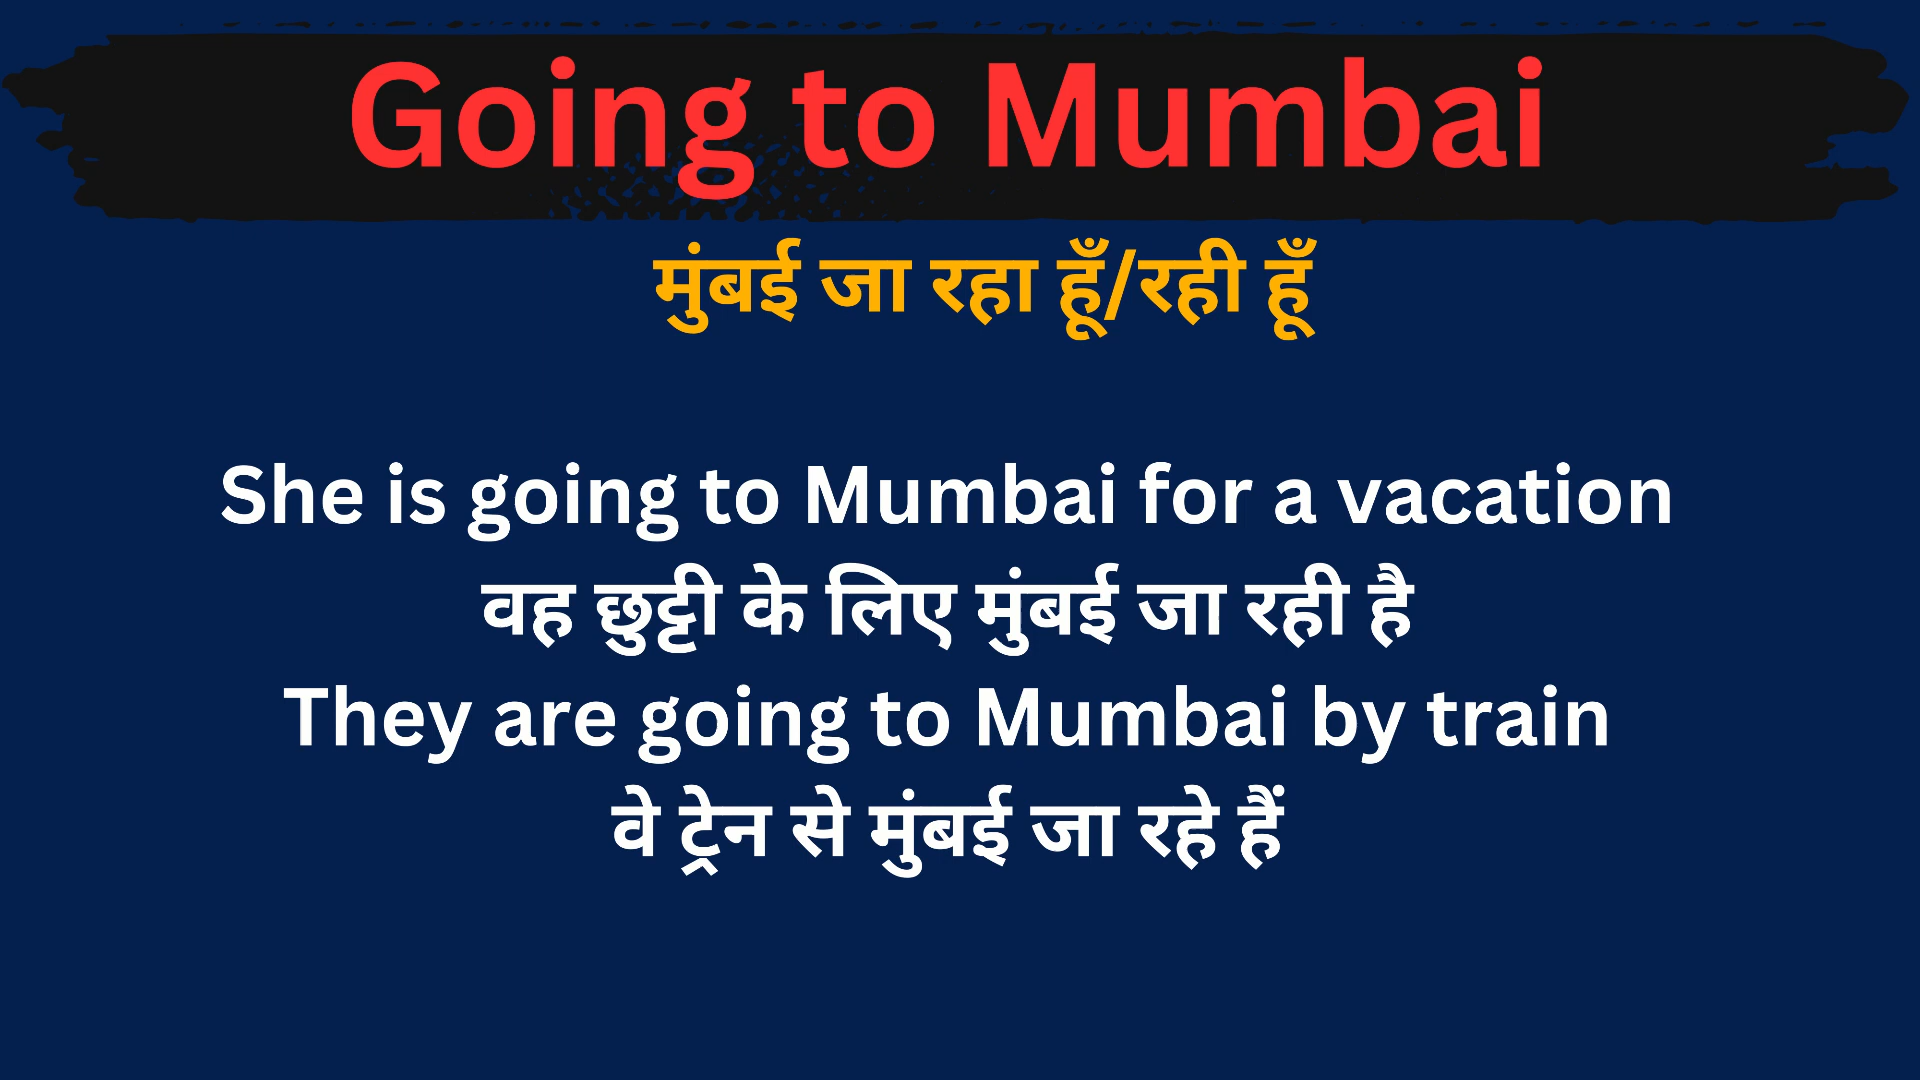 Going to Mumbai
मुंबई जा रहा हूँ/रही हूँ
She is going to Mumbai for a vacation
वह छुट्टी के लिए मुंबई जा रही है
They are going to Mumbai by train
वे ट्रेन से मुंबई जा रहे हैं